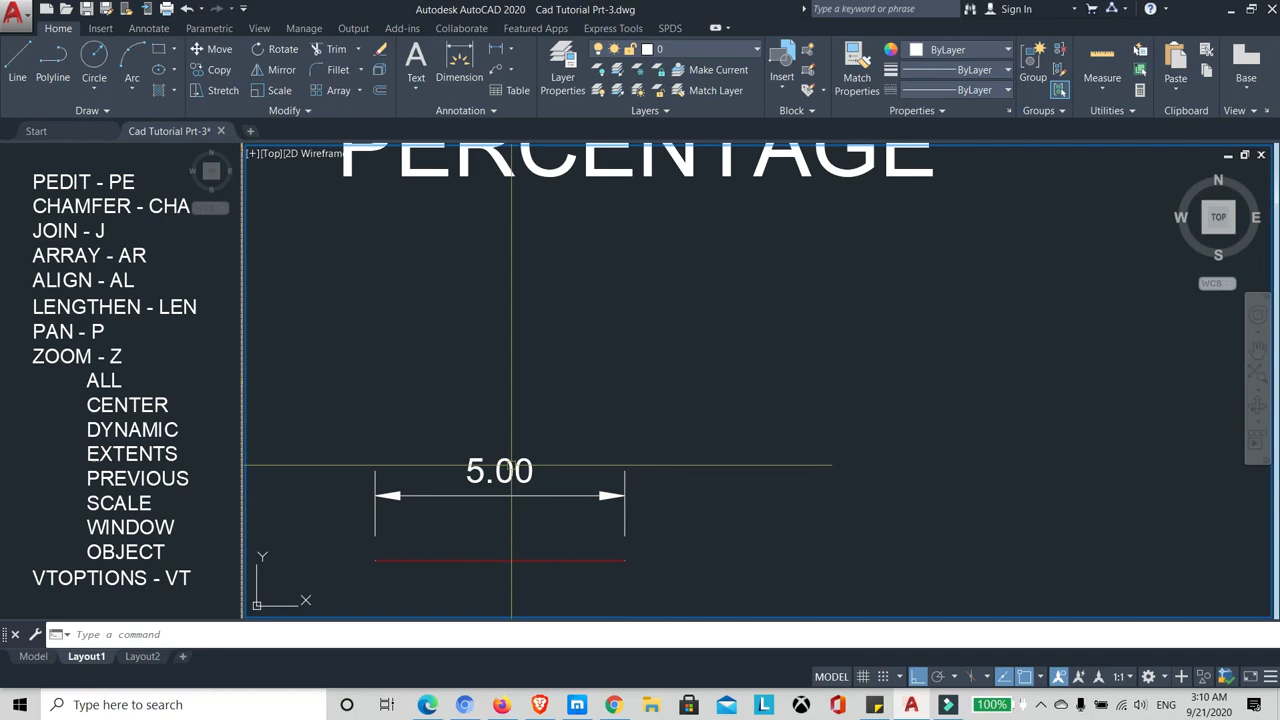 Autodesk AutoCAD 2020 Cad Tutorial Prt-3.dwg
Type a keyword or phrase
Sign In
Home Insert Annotate Parametric View Manage Output Add-ins Collaborate Featured Apps Express Tools SPDS
Line Polyline Circle Arc
Move Rotate Trim
Copy Mirror Fillet
Stretch Scale Array
Text Dimension Table
Layer Properties
0
Make Current
Match Layer
Insert
Match Properties
ByLayer
ByLayer
ByLayer
Group Measure Paste Base
Draw Modify Annotation Layers Block Properties Groups Utilities Clipboard View
Start Cad Tutorial Prt-3*
[+][Top][2D Wireframe
PERCENTAGE
PEDIT - PE
CHAMFER - CHA
JOIN - J
ARRAY - AR
ALIGN - AL
LENGTHEN - LEN
PAN - P
ZOOM - Z
ALL
CENTER
DYNAMIC
EXTENTS
PREVIOUS
SCALE
WINDOW
OBJECT
VTOPTIONS - VT
WCS
N
W TOP E
S
WCS
5.00
Y
X
Type a command
Model Layout1 Layout2
MODEL 1:1
Type here to search
100%
ENG
3:10 AM
9/21/2020